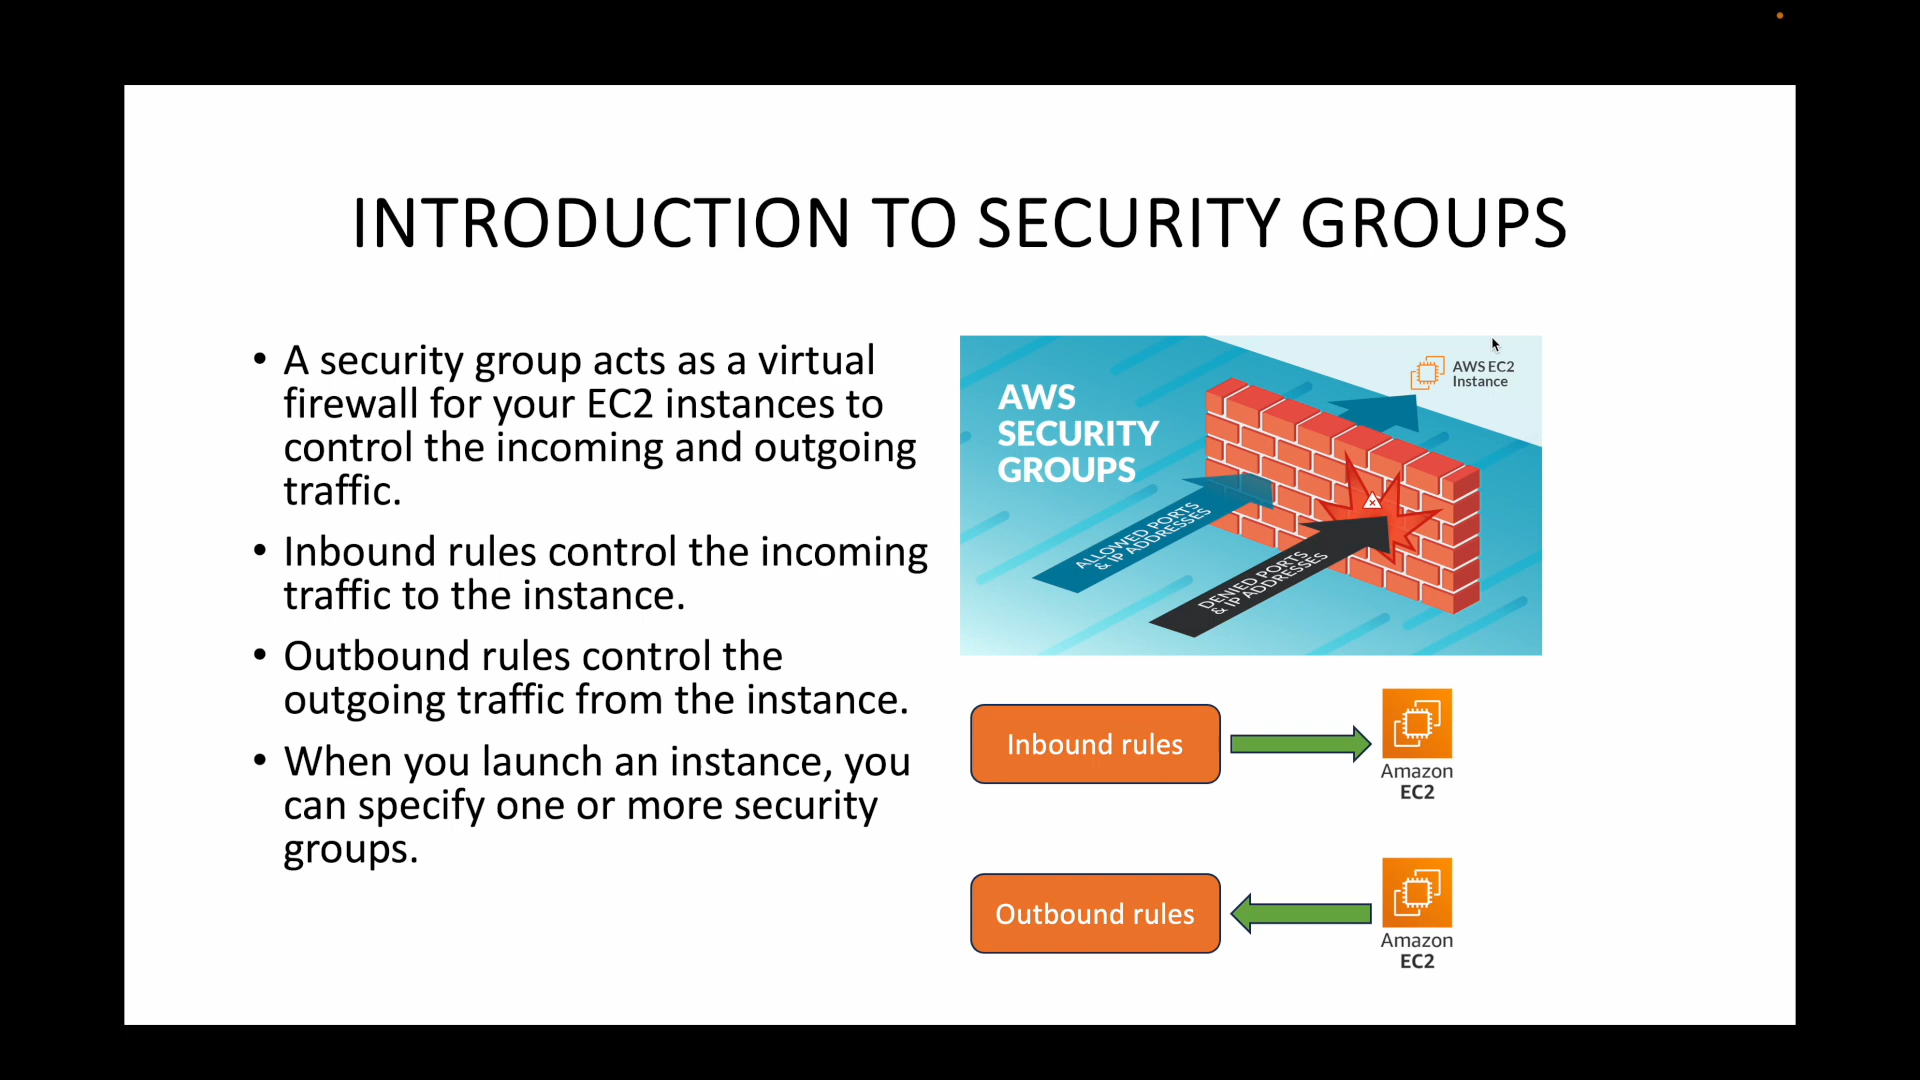 INTRODUCTION TO SECURITY GROUPS
• A security group acts as a virtual
firewall for your EC2 instances to
control the incoming and outgoing
traffic.
• Inbound rules control the incoming
traffic to the instance.
• Outbound rules control the
outgoing traffic from the instance.
• When you launch an instance, you
can specify one or more security
groups.
AWS
SECURITY
GROUPS
AWS EC2
Instance
ALLOWED PORTS
& IP ADDRESSES
DENIED PORTS
& IP ADDRESSES
Inbound rules
Amazon
EC2
Outbound rules
Amazon
EC2